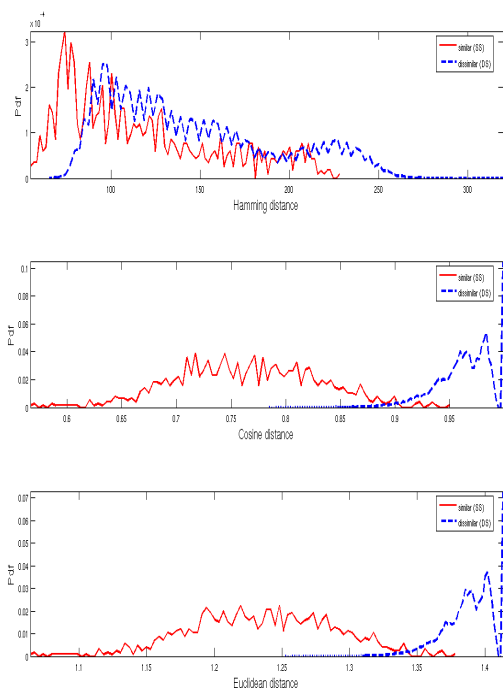 x 10⁻⁴
3
2
1
0
Pdf
similar (SS)
dissimilar (DS)
100 150 200 250 300
Hamming distance
0.1
0.08
0.06
0.04
0.02
0
Pdf
similar (SS)
dissimilar (DS)
0.6 0.65 0.7 0.75 0.8 0.85 0.9 0.95
Cosine distance
0.07
0.06
0.05
0.04
0.03
0.02
0.01
0
Pdf
similar (SS)
dissimilar (DS)
1.1 1.15 1.2 1.25 1.3 1.35 1.4
Euclidean distance